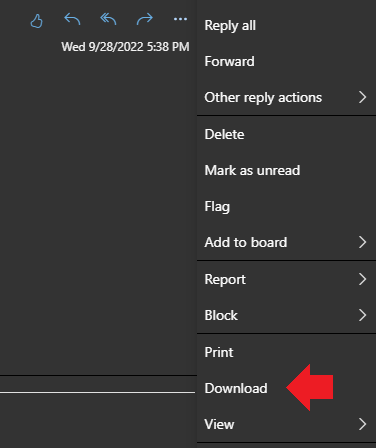 Wed 9/28/2022 5:38 PM
Reply all
Forward
Other reply actions
Delete
Mark as unread
Flag
Add to board
Report
Block
Print
Download
View